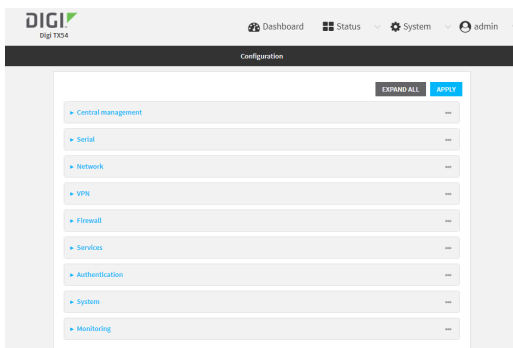 DIGI
Digi TX54
Dashboard Status System admin
Configuration
EXPAND ALL APPLY
Central management
Serial
Network
VPN
Firewall
Services
Authentication
System
Monitoring